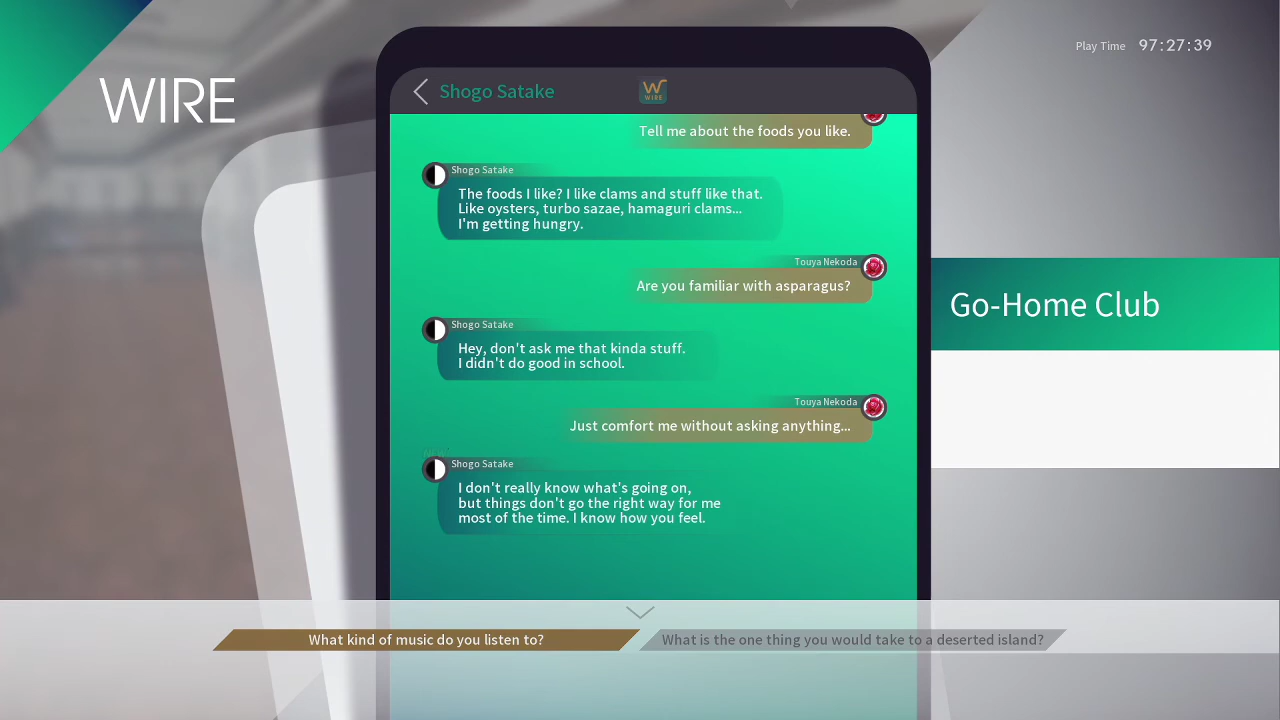 Play Time 97:27:39
WIRE
Shogo Satake
WIRE
Tell me about the foods you like.
Shogo Satake
The foods I like? I like clams and stuff like that.
Like oysters, turbo sazae, hamaguri clams...
I'm getting hungry.
Touya Nekoda
Are you familiar with asparagus?
Go-Home Club
Shogo Satake
Hey, don't ask me that kinda stuff.
I didn't do good in school.
Touya Nekoda
Just comfort me without asking anything...
NEW
Shogo Satake
I don't really know what's going on,
but things don't go the right way for me
most of the time. I know how you feel.
What kind of music do you listen to?
What is the one thing you would take to a deserted island?